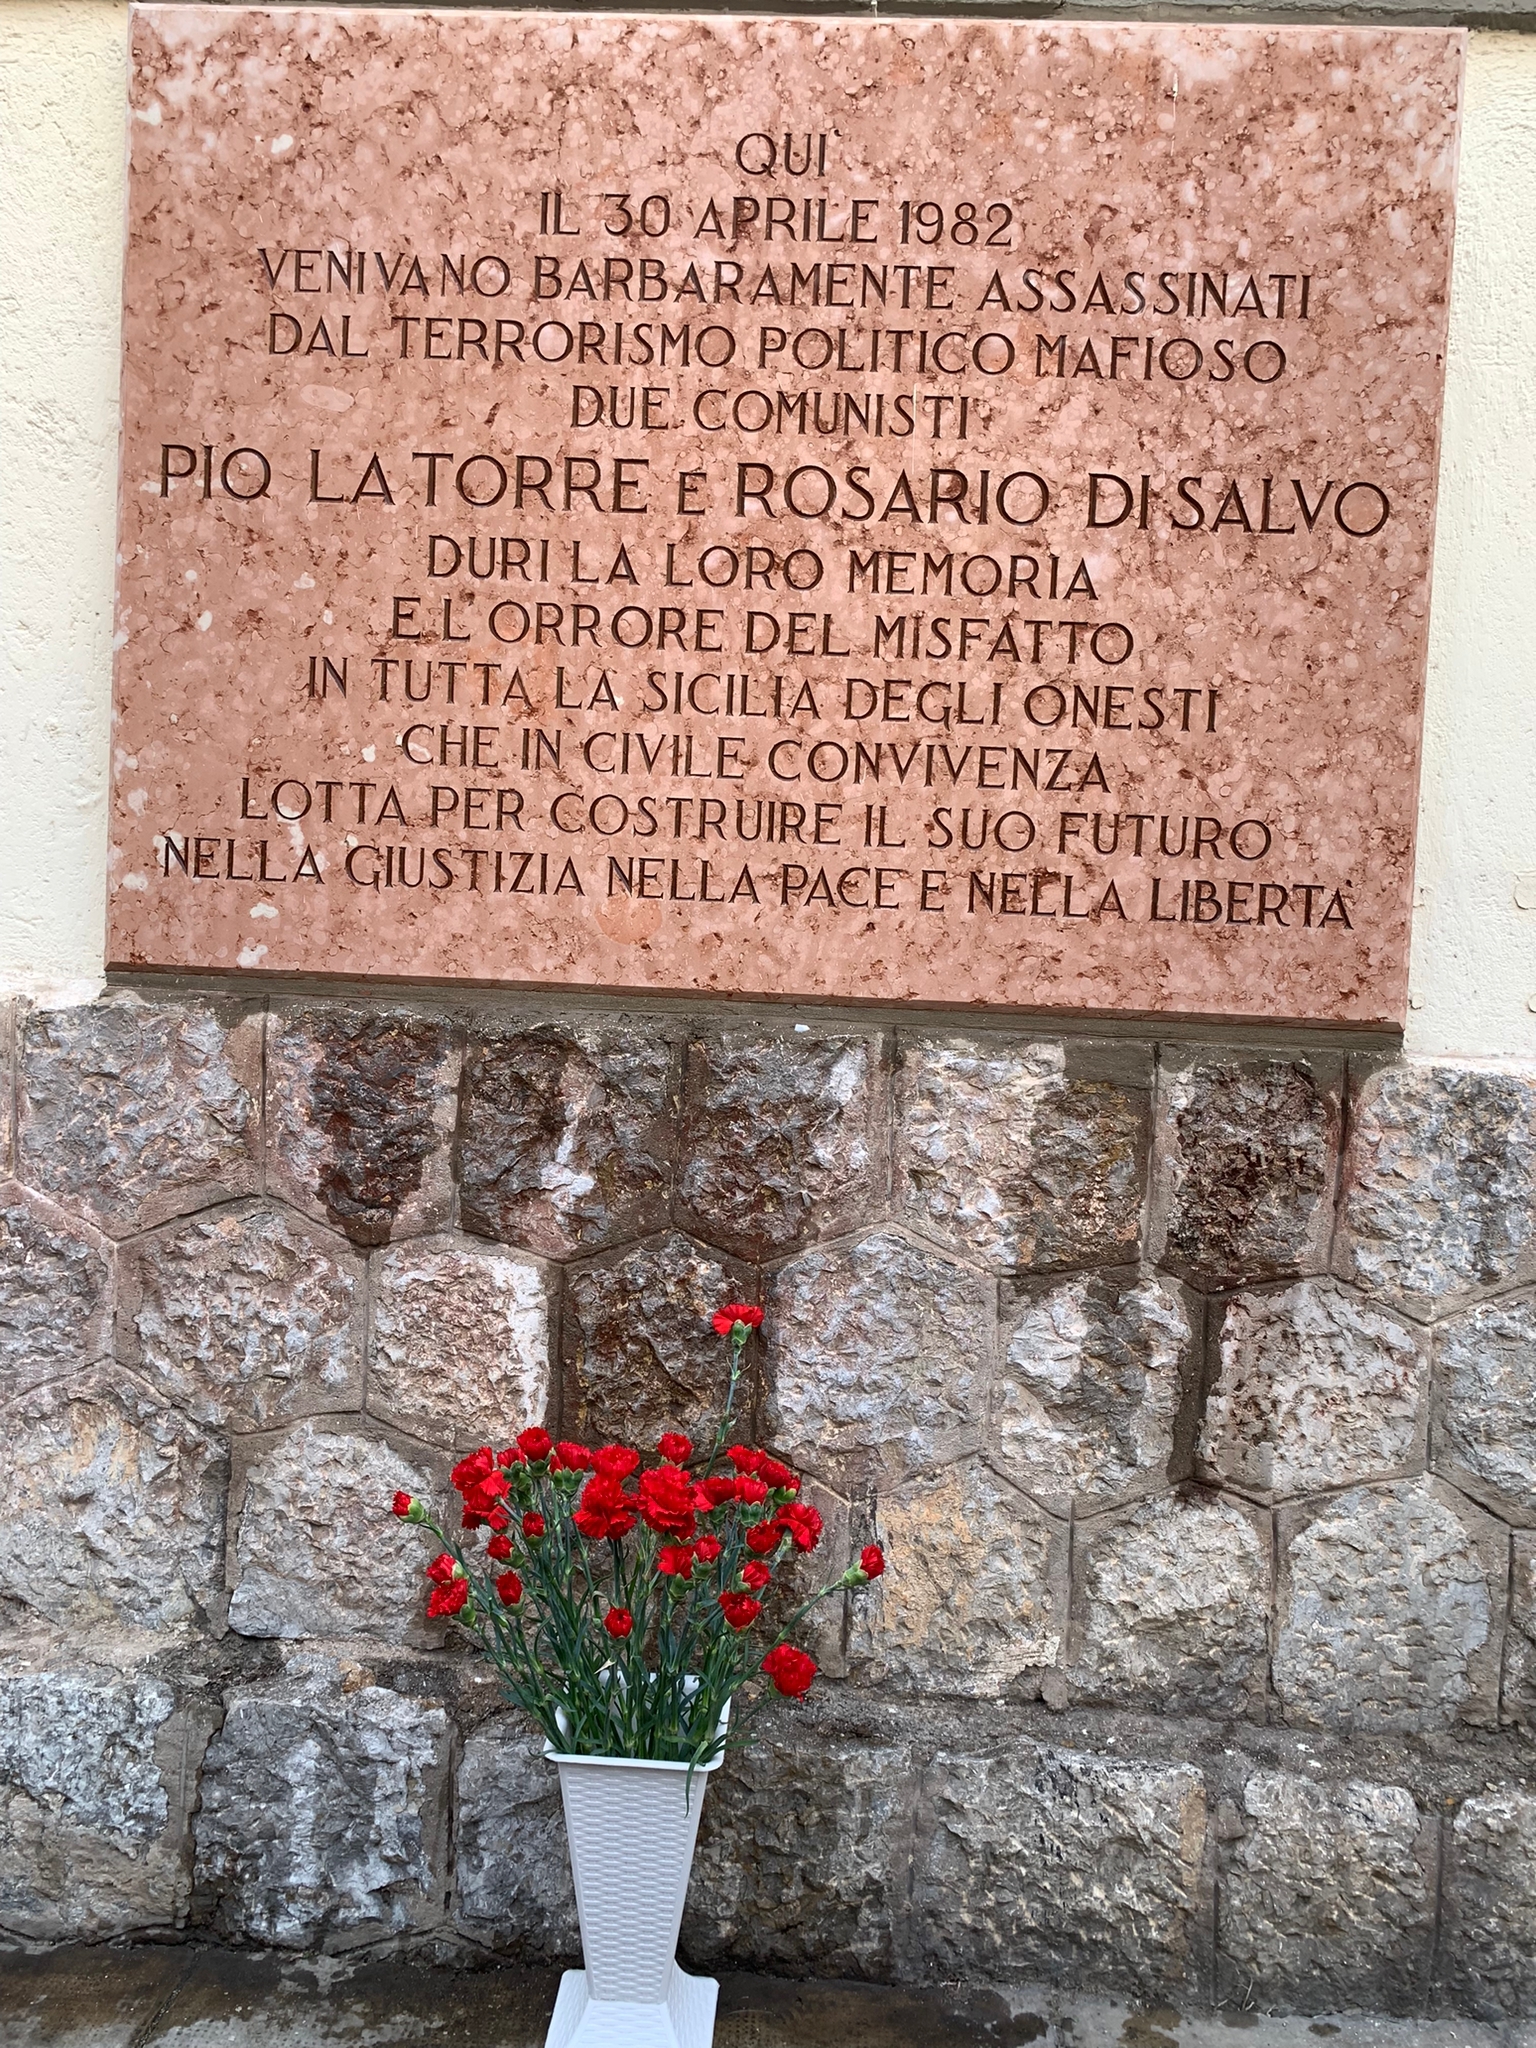 QUI
IL 30 APRILE 1982
VENIVANO BARBARAMENTE ASSASSINATI
DAL TERRORISMO POLITICO MAFIOSO
DUE COMUNISTI
PIO LA TORRE E ROSARIO DI SALVO
DURI LA LORO MEMORIA
E L'ORRORE DEL MISFATTO
IN TUTTA LA SICILIA DEGLI ONESTI
CHE IN CIVILE CONVIVENZA
LOTTA PER COSTRUIRE IL SUO FUTURO
NELLA GIUSTIZIA NELLA PACE E NELLA LIBERTA'